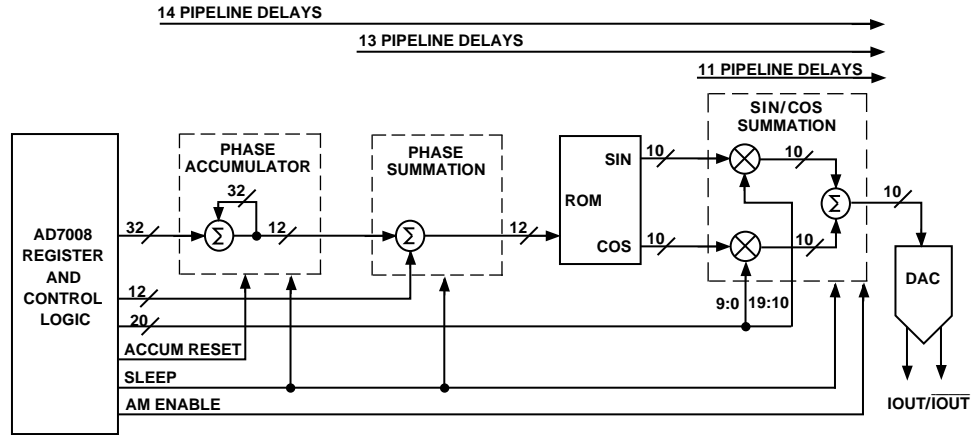 14 PIPELINE DELAYS
13 PIPELINE DELAYS
11 PIPELINE DELAYS
SIN/COS
SUMMATION
PHASE
ACCUMULATOR
PHASE
SUMMATION
AD7008
REGISTER
AND
CONTROL
LOGIC
32
32
Σ
12
Σ
12
ROM
SIN
COS
10
10
10
10
Σ
10
DAC
12
20
9:0
19:10
ACCUM RESET
SLEEP
AM ENABLE
IOUT/IOUT